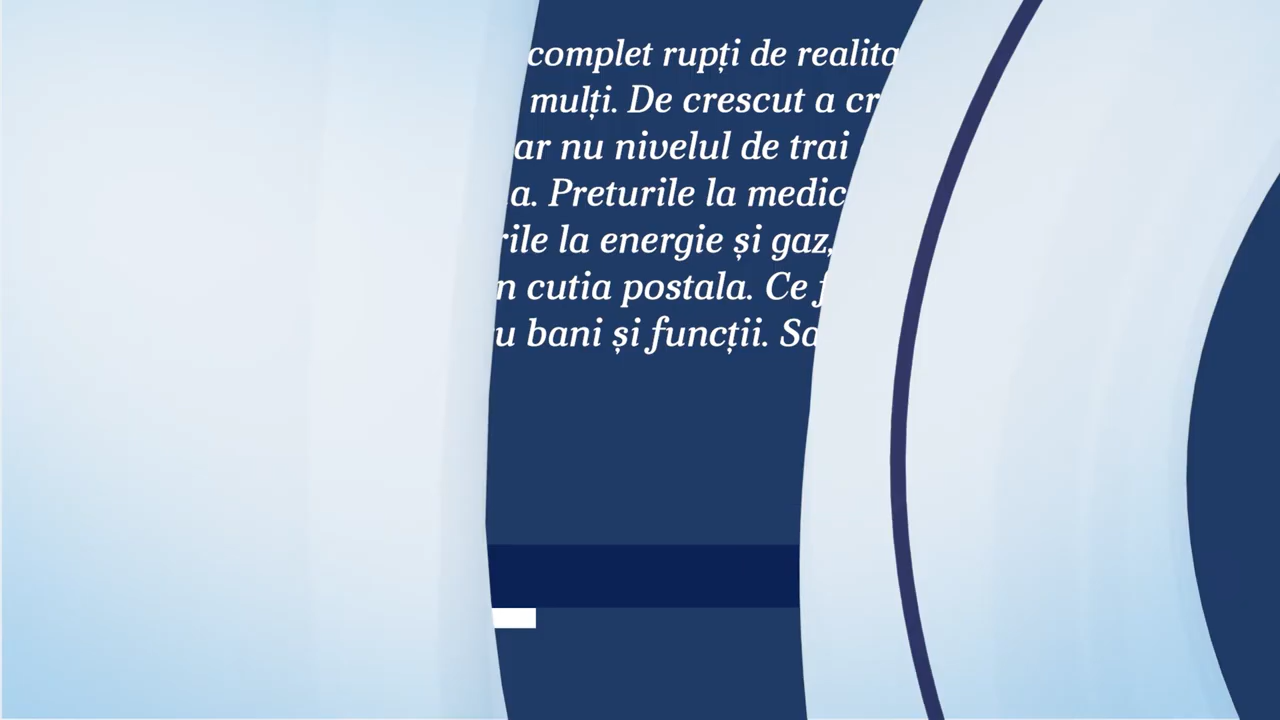 complet rupți de realita
mulți. De crescut a cr
ar nu nivelul de trai
a. Preturile la medic
rile la energie și gaz,
n cutia postala. Ce f
u bani și funcții. Sa